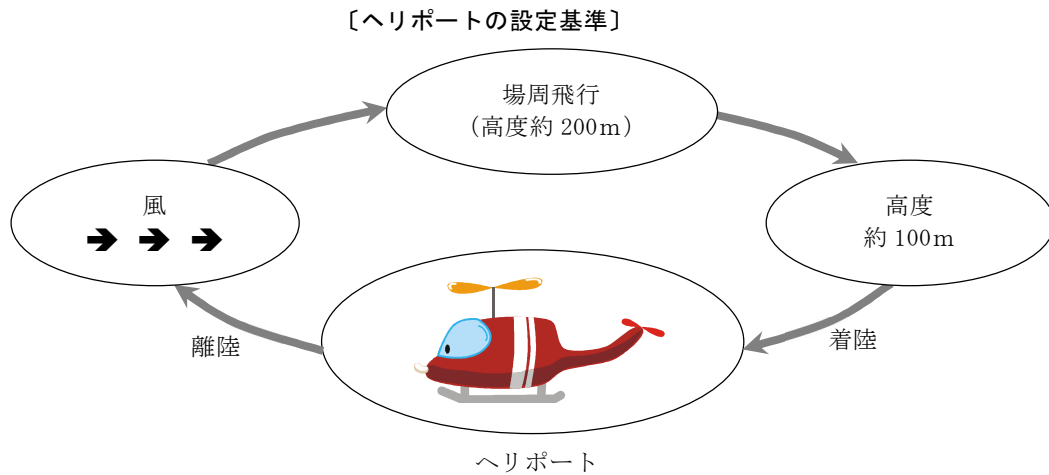 〔ヘリポートの設定基準〕
場周飛行
（高度約 200ｍ）
風
高度
約 100ｍ
離陸
着陸
ヘリポート